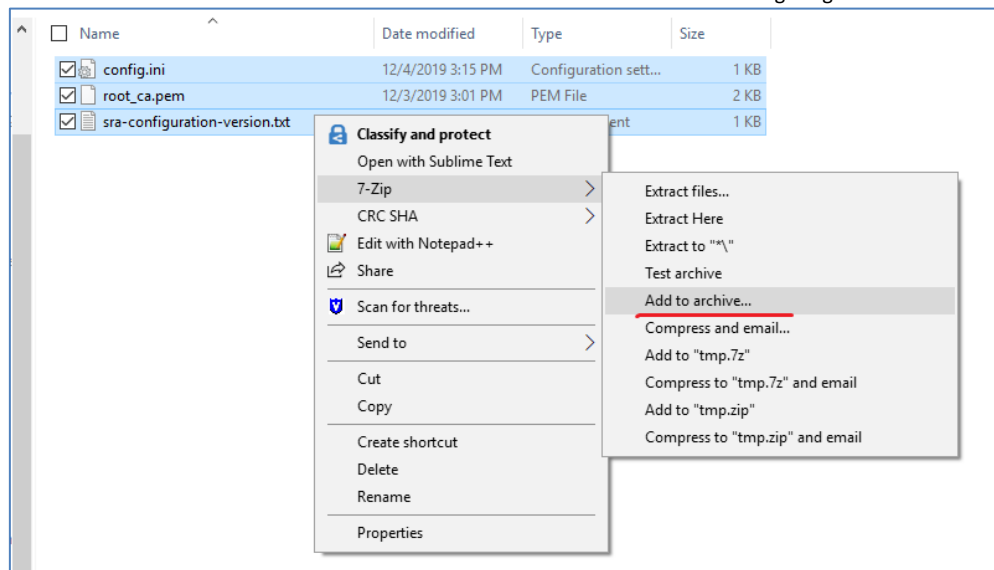 Name Date modified Type Size
config.ini 12/4/2019 3:15 PM Configuration sett... 1 KB
root_ca.pem 12/3/2019 3:01 PM PEM File 2 KB
sra-configuration-version.txt ent 1 KB
Classify and protect
Open with Sublime Text
7-Zip
CRC SHA
Edit with Notepad++
Share
Scan for threats...
Send to
Cut
Copy
Create shortcut
Delete
Rename
Properties
Extract files...
Extract Here
Extract to "*\"
Test archive
Add to archive...
Compress and email...
Add to "tmp.7z"
Compress to "tmp.7z" and email
Add to "tmp.zip"
Compress to "tmp.zip" and email